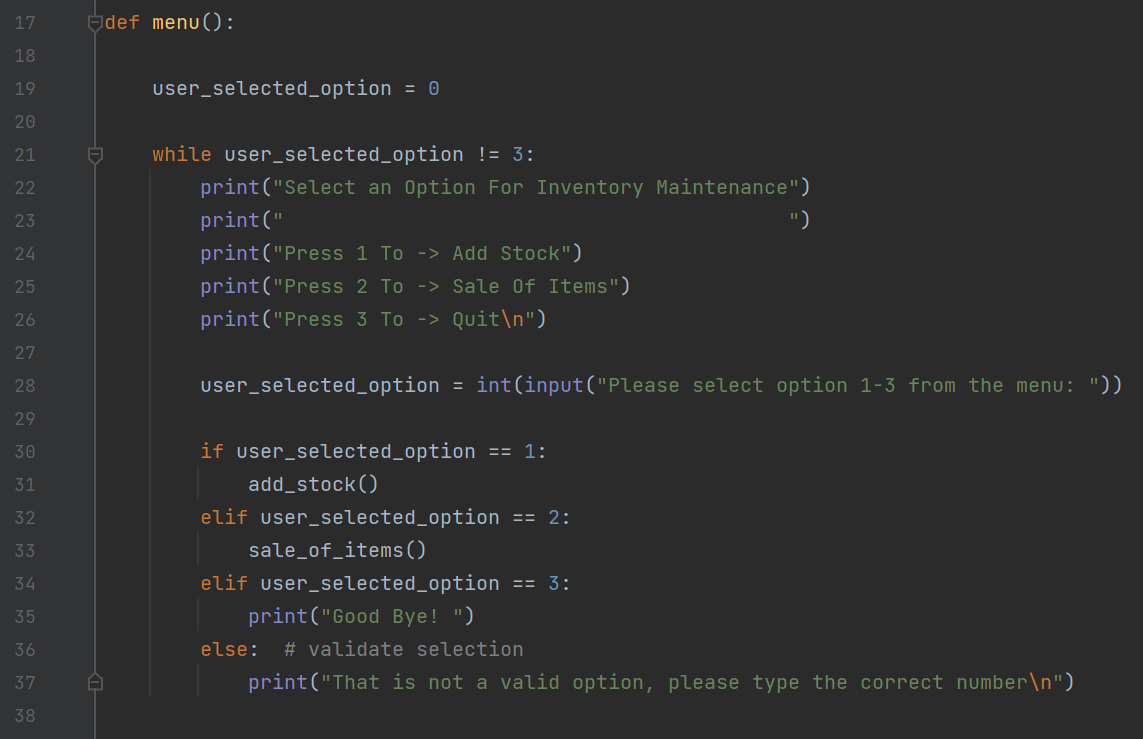 17 def menu():
18
19     user_selected_option = 0
20
21     while user_selected_option != 3:
22         print("Select an Option For Inventory Maintenance")
23         print("                                          ")
24         print("Press 1 To -> Add Stock")
25         print("Press 2 To -> Sale Of Items")
26         print("Press 3 To -> Quit\n")
27
28         user_selected_option = int(input("Please select option 1-3 from the menu: "))
29
30         if user_selected_option == 1:
31             add_stock()
32         elif user_selected_option == 2:
33             sale_of_items()
34         elif user_selected_option == 3:
35             print("Good Bye! ")
36         else:  # validate selection
37             print("That is not a valid option, please type the correct number\n")
38